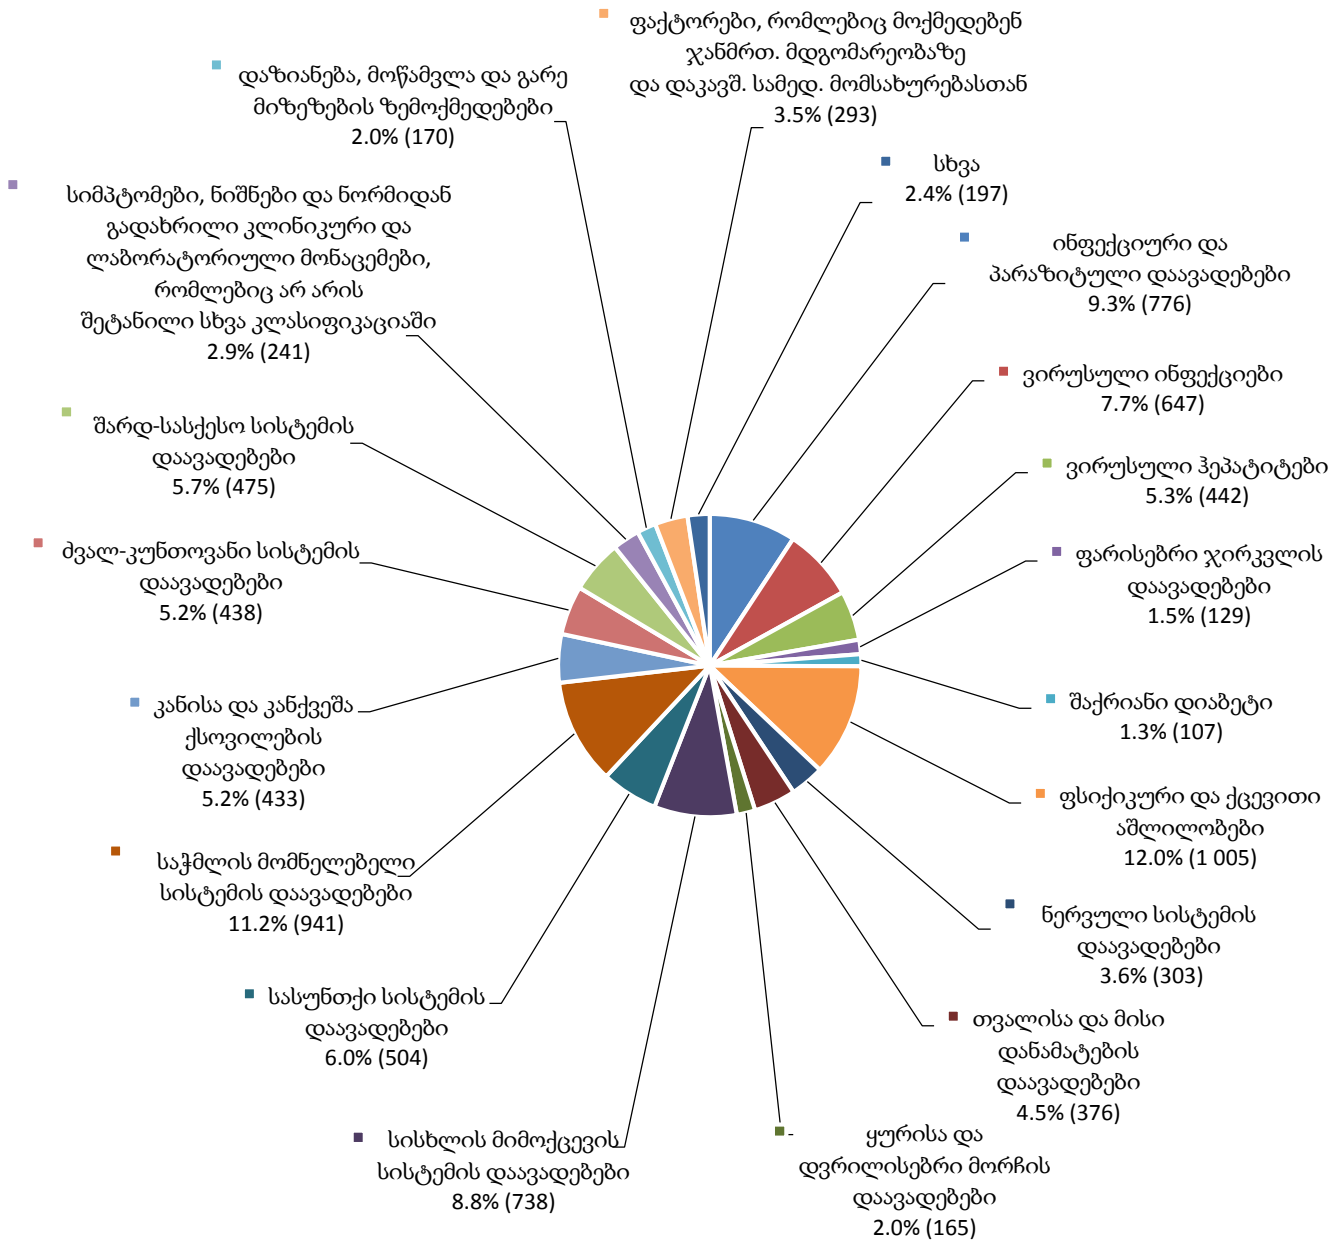 ფაქტორები, რომლებიც მოქმედებენ
ჯანმრთ. მდგომარეობაზე
და დაკავშ. სამედ. მომსახურებასთან
3.5% (293)
დაზიანება, მოწამვლა და გარე
მიზეზების ზემოქმედებები
2.0% (170)
სხვა
2.4% (197)
სიმპტომები, ნიშნები და ნორმიდან
გადახრილი კლინიკური და
ლაბორატორიული მონაცემები,
რომლებიც არ არის
შეტანილი სხვა კლასიფიკაციაში
2.9% (241)
ინფექციური და
პარაზიტული დაავადებები
9.3% (776)
ვირუსული ინფექციები
7.7% (647)
შარდ-სასქესო სისტემის
დაავადებები
5.7% (475)
ვირუსული ჰეპატიტები
5.3% (442)
ძვალ-კუნთოვანი სისტემის
დაავადებები
5.2% (438)
ფარისებრი ჯირკვლის
დაავადებები
1.5% (129)
კანისა და კანქვეშა
ქსოვილების
დაავადებები
5.2% (433)
შაქრიანი დიაბეტი
1.3% (107)
ფსიქიკური და ქცევითი
აშლილობები
12.0% (1 005)
საჭმლის მომნელებელი
სისტემის დაავადებები
11.2% (941)
ნერვული სისტემის
დაავადებები
3.6% (303)
სასუნთქი სისტემის
დაავადებები
6.0% (504)
თვალისა და მისი
დანამატების
დაავადებები
4.5% (376)
სისხლის მიმოქცევის
სისტემის დაავადებები
8.8% (738)
ყურისა და
დვრილისებრი მორჩის
დაავადებები
2.0% (165)